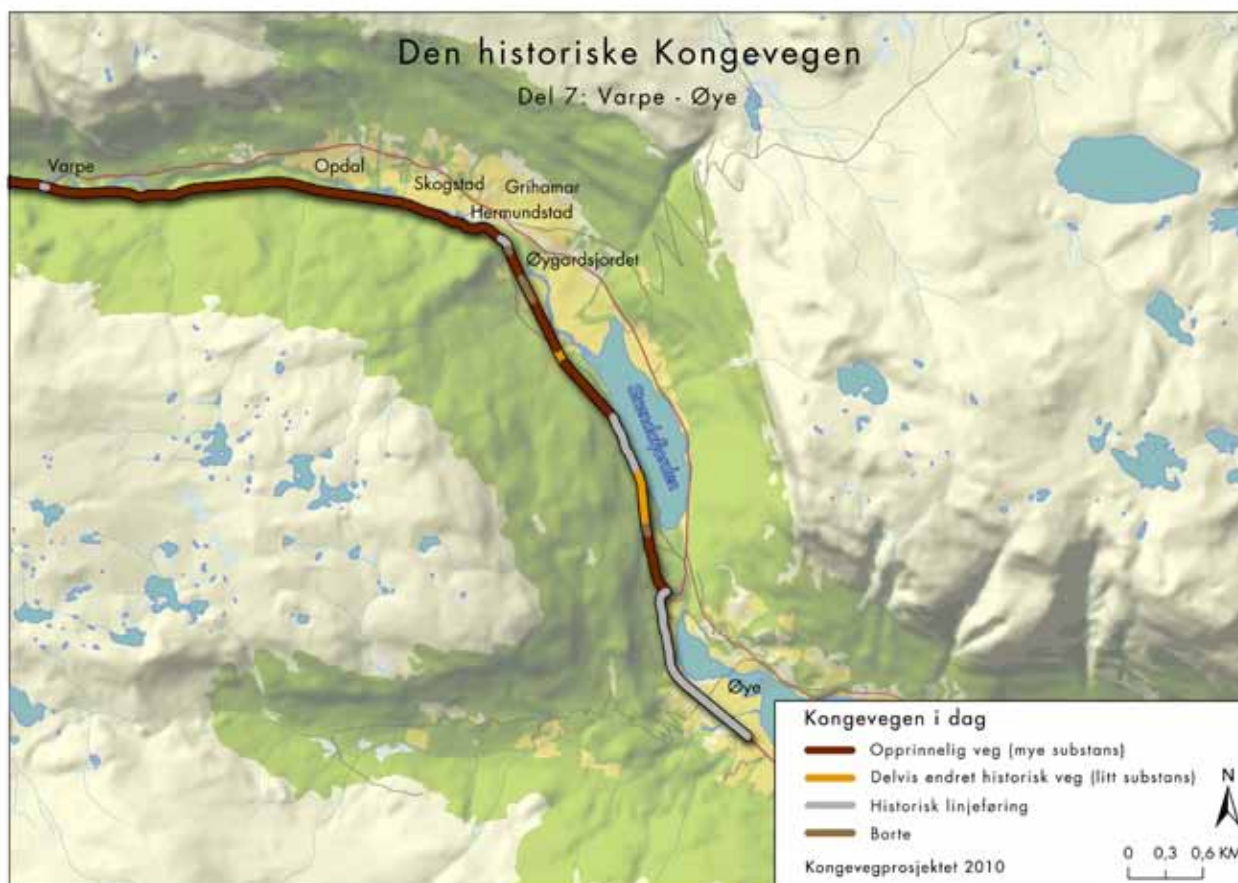 Den historiske Kongevegen
Del 7: Varpe - Øye
Varpe
Opdal
Skogstad
Grihamar
Hermundstad
Øygardsjordet
Strandefjorden
Øye
Kongevegen i dag
Opprinnelig veg (mye substans)
Delvis endret historisk veg (litt substans)
Historisk linjeføring
Borte
Kongevegprosjektet 2010
N
0 0,3 0,6 KM